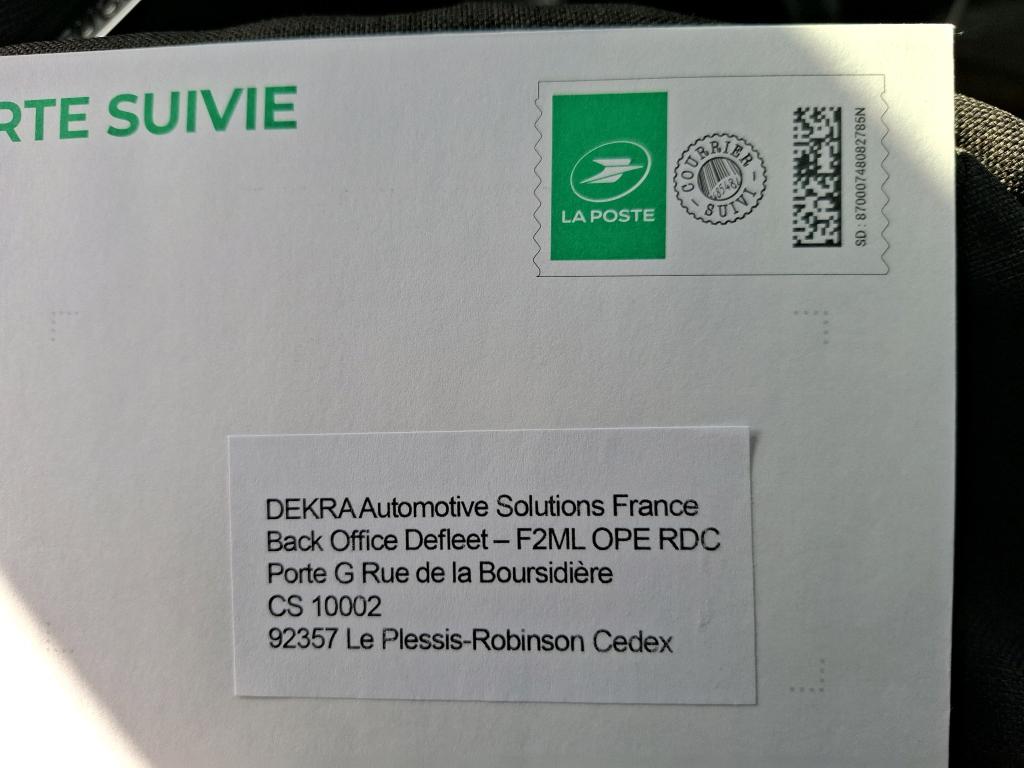 RTE SUIVIE
LA POSTE
COURRIER
SUIVI
SD : 87000748082785N
DEKRA Automotive Solutions France
Back Office Defleet – F2ML OPE RDC
Porte G Rue de la Boursidière
CS 10002
92357 Le Plessis-Robinson Cedex